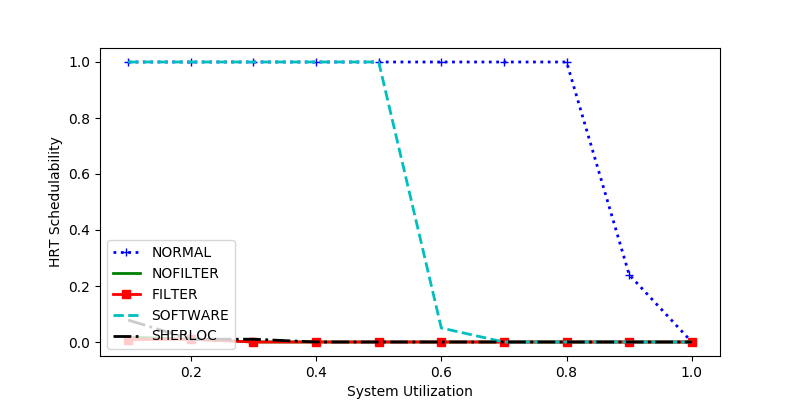 1.0
0.8
0.6
0.4
0.2
0.0
HRT Schedulability
NORMAL
NOFILTER
FILTER
SOFTWARE
SHERLOC
0.2 0.4 0.6 0.8 1.0
System Utilization